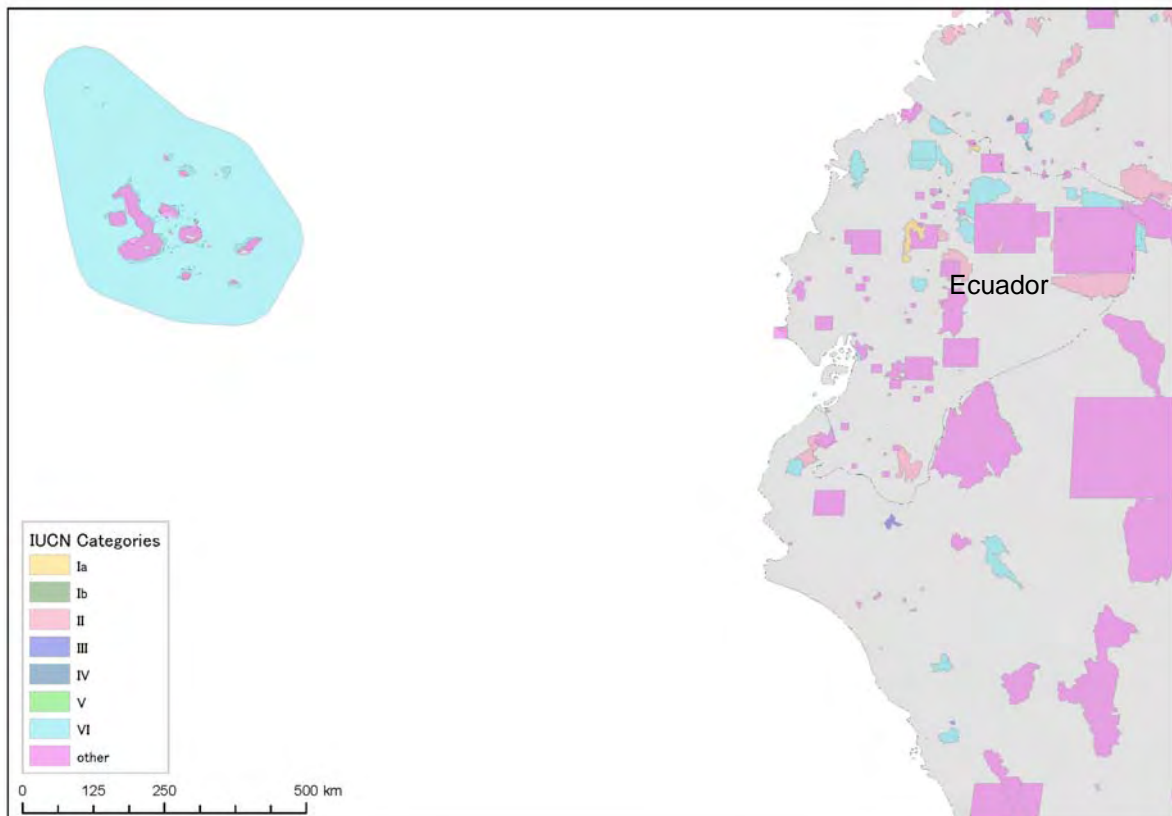 Ecuador
IUCN Categories
Ia
Ib
II
III
IV
V
VI
other
0 125 250 500 km